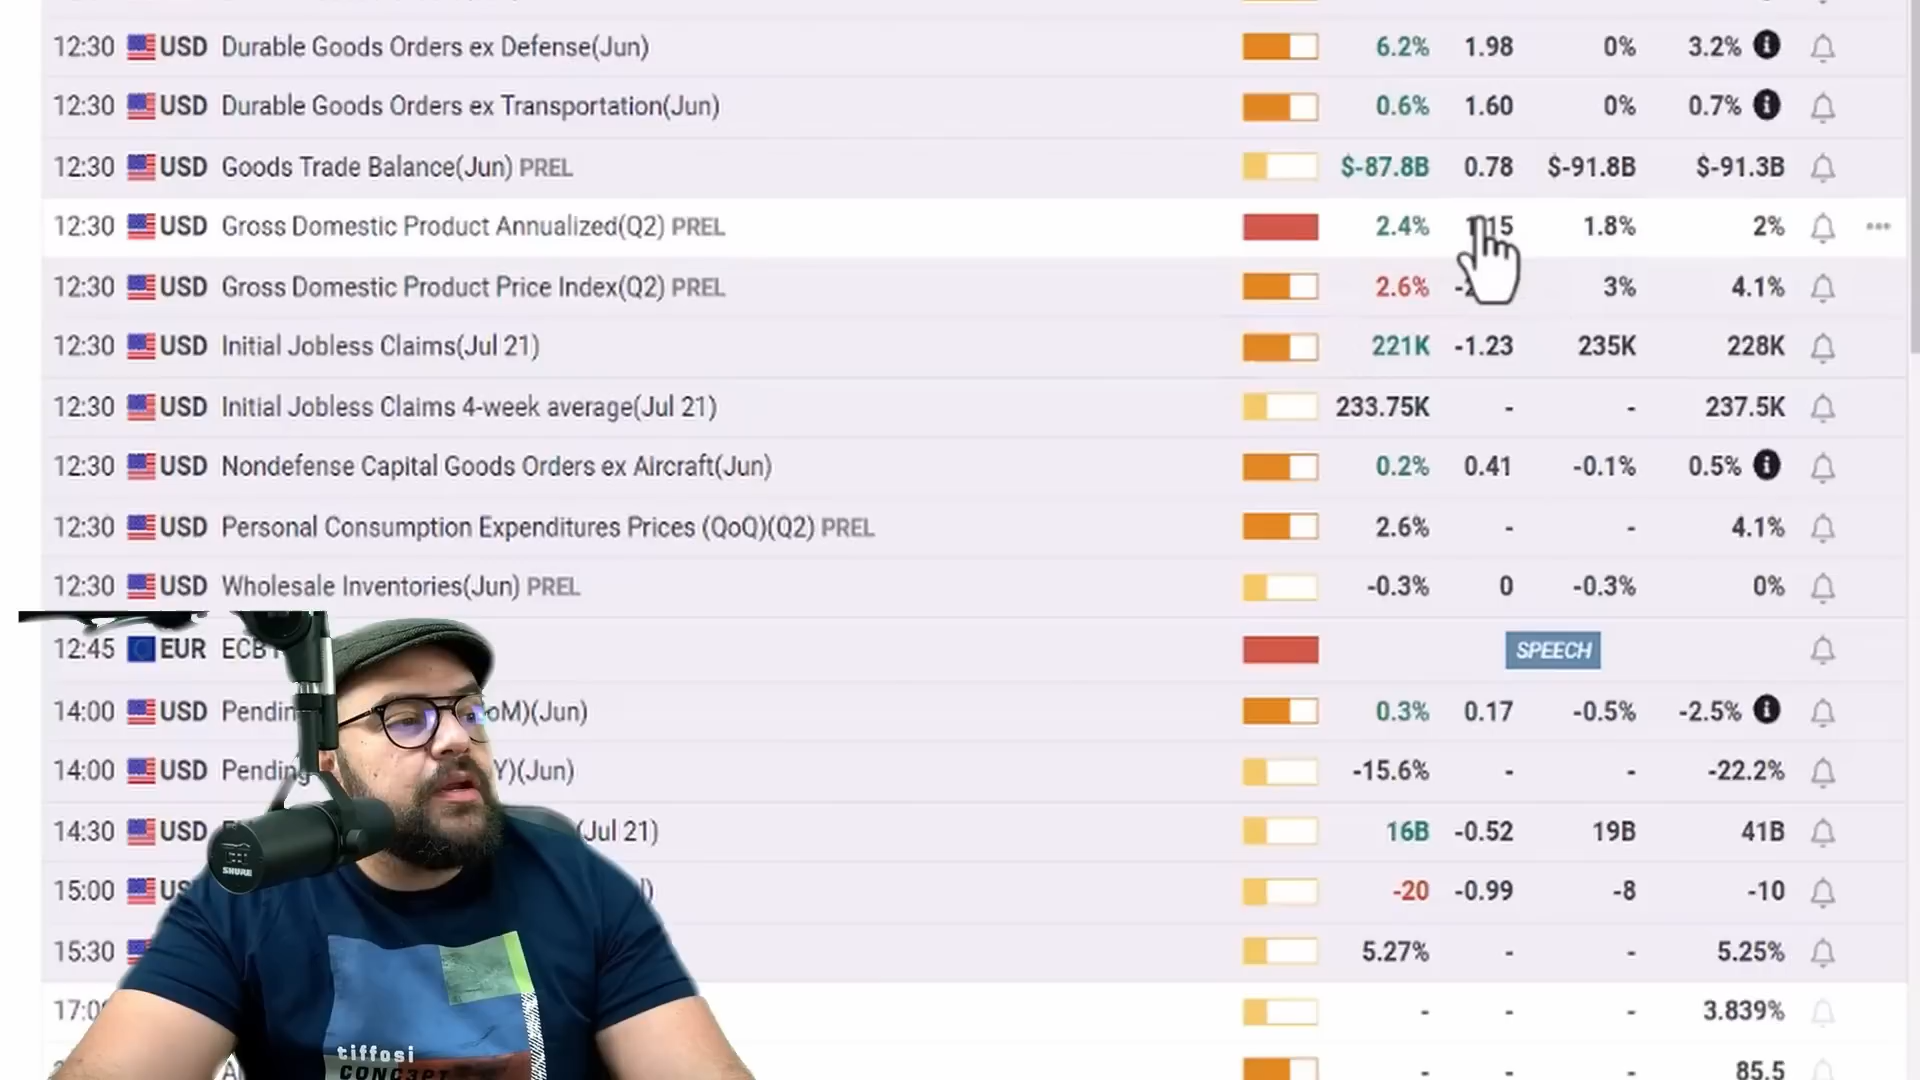 12:30 USD Durable Goods Orders ex Defense(Jun) 6.2% 1.98 0% 3.2%
12:30 USD Durable Goods Orders ex Transportation(Jun) 0.6% 1.60 0% 0.7%
12:30 USD Goods Trade Balance(Jun) PREL $-87.8B 0.78 $-91.8B $-91.3B
12:30 USD Gross Domestic Product Annualized(Q2) PREL 2.4% 1.8% 2%
12:30 USD Gross Domestic Product Price Index(Q2) PREL 2.6% 3% 4.1%
12:30 USD Initial Jobless Claims(Jul 21) 221K -1.23 235K 228K
12:30 USD Initial Jobless Claims 4-week average(Jul 21) 233.75K - - 237.5K
12:30 USD Nondefense Capital Goods Orders ex Aircraft(Jun) 0.2% 0.41 -0.1% 0.5%
12:30 USD Personal Consumption Expenditures Prices (QoQ)(Q2) PREL 2.6% - - 4.1%
12:30 USD Wholesale Inventories(Jun) PREL -0.3% 0 -0.3% 0%
12:45 EUR ECB SPEECH
14:00 USD oM)(Jun) 0.3% 0.17 -0.5% -2.5%
14:00 USD Pending Y)(Jun) -15.6% - - -22.2%
14:30 USD (Jul 21) 16B -0.52 19B 41B
15:00 -20 -0.99 -8 -10
15:30 5.27% - - 5.25%
- - - 3.839%
- - - 85.5
SHURE
tiffosi
CONC3PT